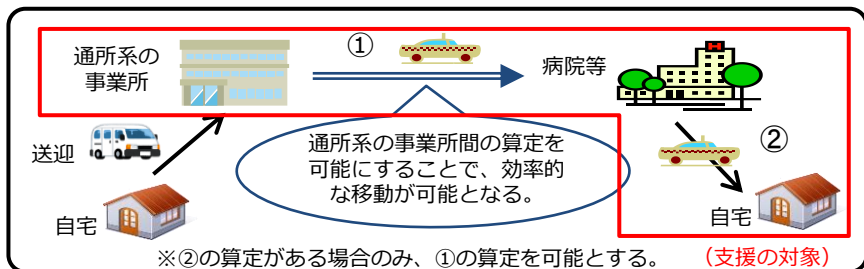 通所系の
事業所
①
病院等
送迎
通所系の事業所間の算定を
可能にすることで、効率的
な移動が可能となる。
②
自宅
自宅
※②の算定がある場合のみ、①の算定を可能とする。
(支援の対象)
H